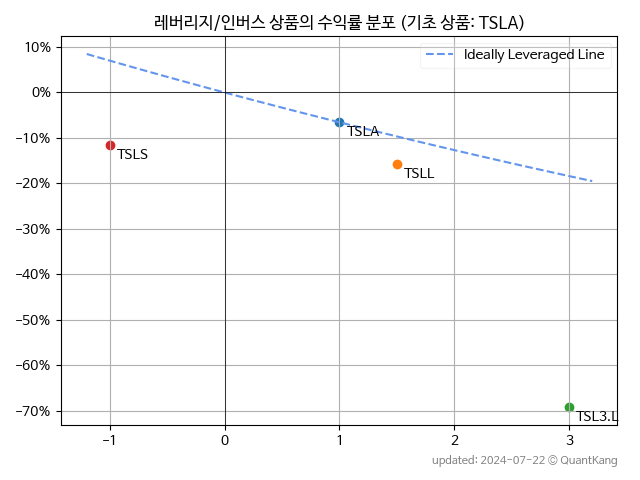 레버리지/인버스 상품의 수익률 분포 (기초 상품: TSLA)
10%
0%
−10%
−20%
−30%
−40%
−50%
−60%
−70%
Ideally Leveraged Line
TSLS
TSLA
TSLL
TSL3.L
−1
0
1
2
3
updated: 2024-07-22 © QuantKang